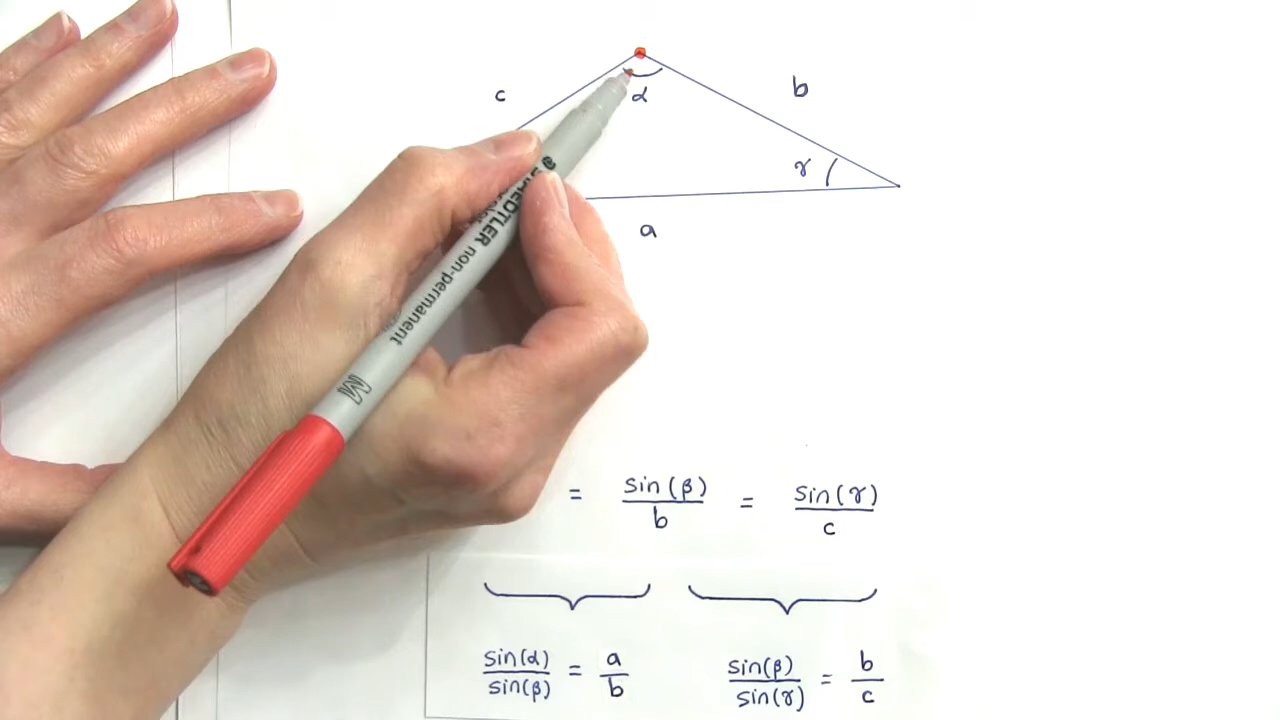 c
α
b
γ
a
STAEDTLER
non-permanent
M
= sin(β)/b = sin(γ)/c
sin(α)/sin(β) = a/b
sin(β)/sin(γ) = b/c